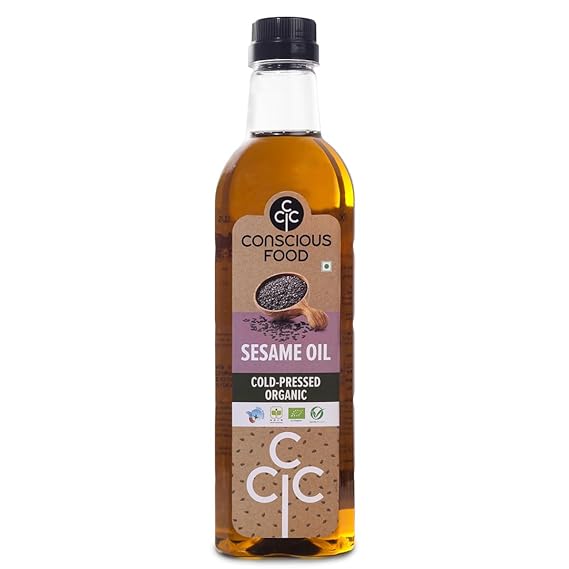 C
C C
CONSCIOUS
FOOD
SESAME OIL
COLD-PRESSED
ORGANIC
C
C C